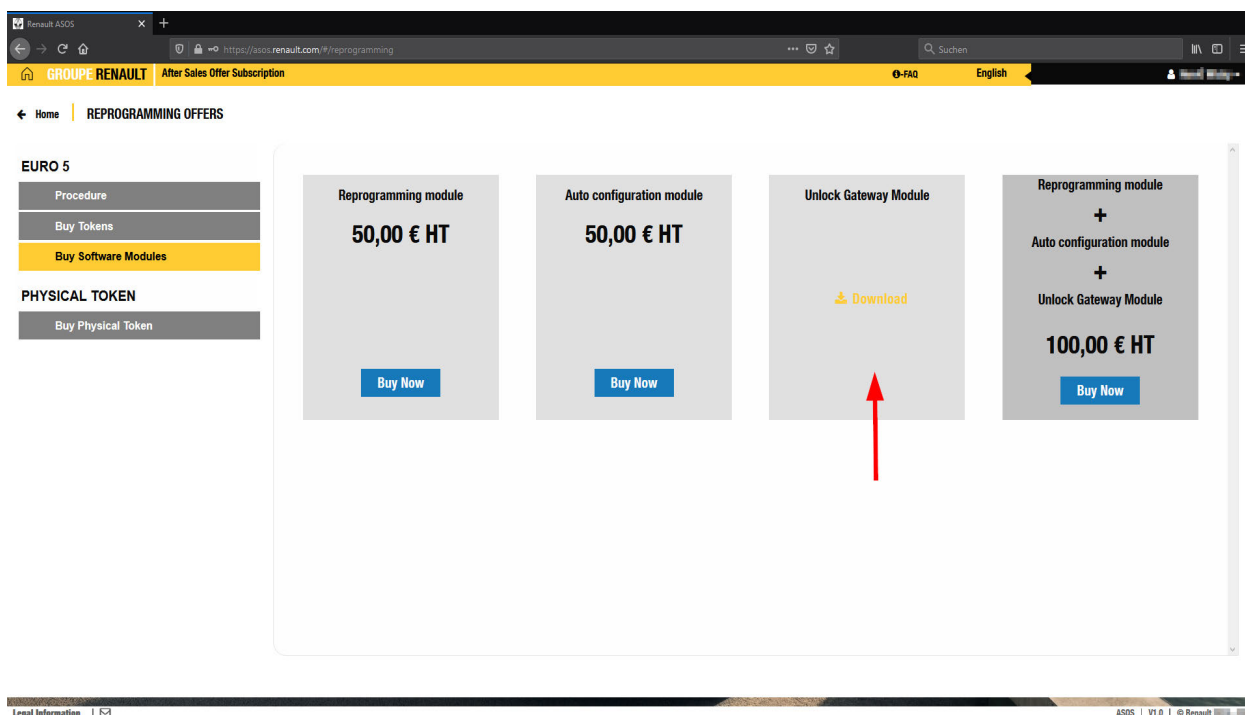 Renault ASOS
https://asos.renault.com/#/reprogramming
Suchen
GROUPE RENAULT
After Sales Offer Subscription
-FAQ
English
Home
REPROGRAMMING OFFERS
EURO 5
Procedure
Buy Tokens
Buy Software Modules
PHYSICAL TOKEN
Buy Physical Token
Reprogramming module
50,00 € HT
Buy Now
Auto configuration module
50,00 € HT
Buy Now
Unlock Gateway Module
Download
Reprogramming module
+
Auto configuration module
+
Unlock Gateway Module
100,00 € HT
Buy Now
Legal Information |
ASOS | V1.0 | © Renault